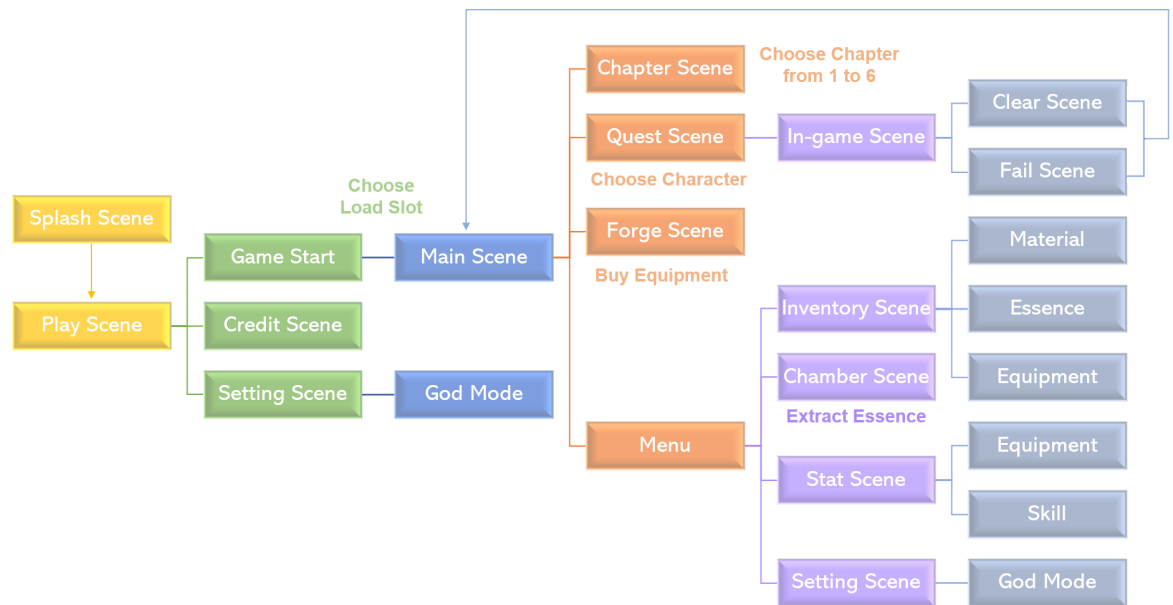 Chapter Scene
Choose Chapter
from 1 to 6
Clear Scene
Quest Scene
In-game Scene
Fail Scene
Choose Character
Choose
Load Slot
Splash Scene
Forge Scene
Material
Game Start
Main Scene
Buy Equipment
Play Scene
Credit Scene
Inventory Scene
Essence
Chamber Scene
Equipment
Setting Scene
God Mode
Extract Essence
Menu
Equipment
Stat Scene
Skill
Setting Scene
God Mode